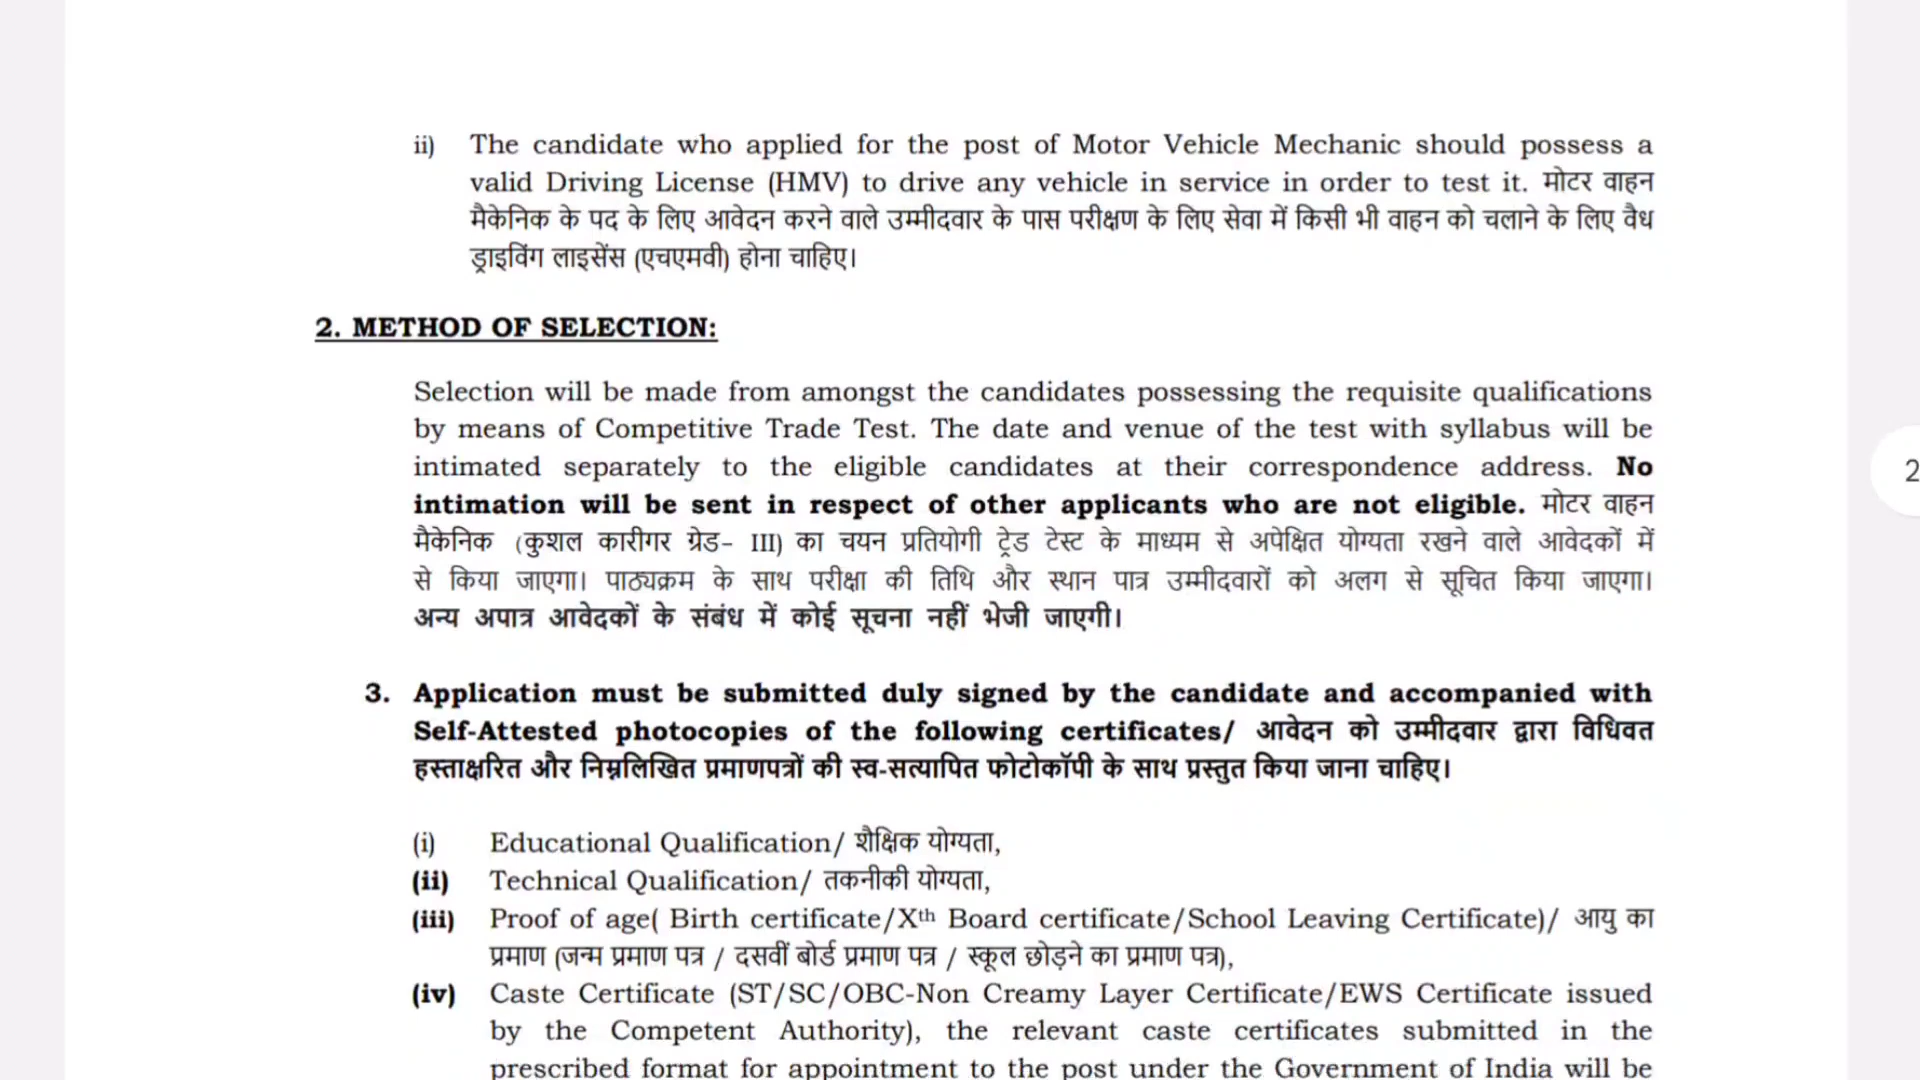 ii) The candidate who applied for the post of Motor Vehicle Mechanic should possess a
valid Driving License (HMV) to drive any vehicle in service in order to test it. मोटर वाहन
मैकेनिक के पद के लिए आवेदन करने वाले उम्मीदवार के पास परीक्षण के लिए सेवा में किसी भी वाहन को चलाने के लिए वैध
ड्राइविंग लाइसेंस (एचएमवी) होना चाहिए।
2. METHOD OF SELECTION:
Selection will be made from amongst the candidates possessing the requisite qualifications
by means of Competitive Trade Test. The date and venue of the test with syllabus will be
intimated separately to the eligible candidates at their correspondence address. No
intimation will be sent in respect of other applicants who are not eligible. मोटर वाहन
मैकेनिक (कुशल कारीगर ग्रेड- III) का चयन प्रतियोगी ट्रेड टेस्ट के माध्यम से अपेक्षित योग्यता रखने वाले आवेदकों में
से किया जाएगा। पाठ्यक्रम के साथ परीक्षा की तिथि और स्थान पात्र उम्मीदवारों को अलग से सूचित किया जाएगा।
अन्य अपात्र आवेदकों के संबंध में कोई सूचना नहीं भेजी जाएगी।
3. Application must be submitted duly signed by the candidate and accompanied with
Self-Attested photocopies of the following certificates/ आवेदन को उम्मीदवार द्वारा विधिवत
हस्ताक्षरित और निम्नलिखित प्रमाणपत्रों की स्व-सत्यापित फोटोकॉपी के साथ प्रस्तुत किया जाना चाहिए।
(i) Educational Qualification/ शैक्षिक योग्यता,
(ii) Technical Qualification/ तकनीकी योग्यता,
(iii) Proof of age( Birth certificate/Xth Board certificate/School Leaving Certificate)/ आयु का
प्रमाण (जन्म प्रमाण पत्र / दसवीं बोर्ड प्रमाण पत्र / स्कूल छोड़ने का प्रमाण पत्र),
(iv) Caste Certificate (ST/SC/OBC-Non Creamy Layer Certificate/EWS Certificate issued
by the Competent Authority), the relevant caste certificates submitted in the
prescribed format for appointment to the post under the Government of India will be
2